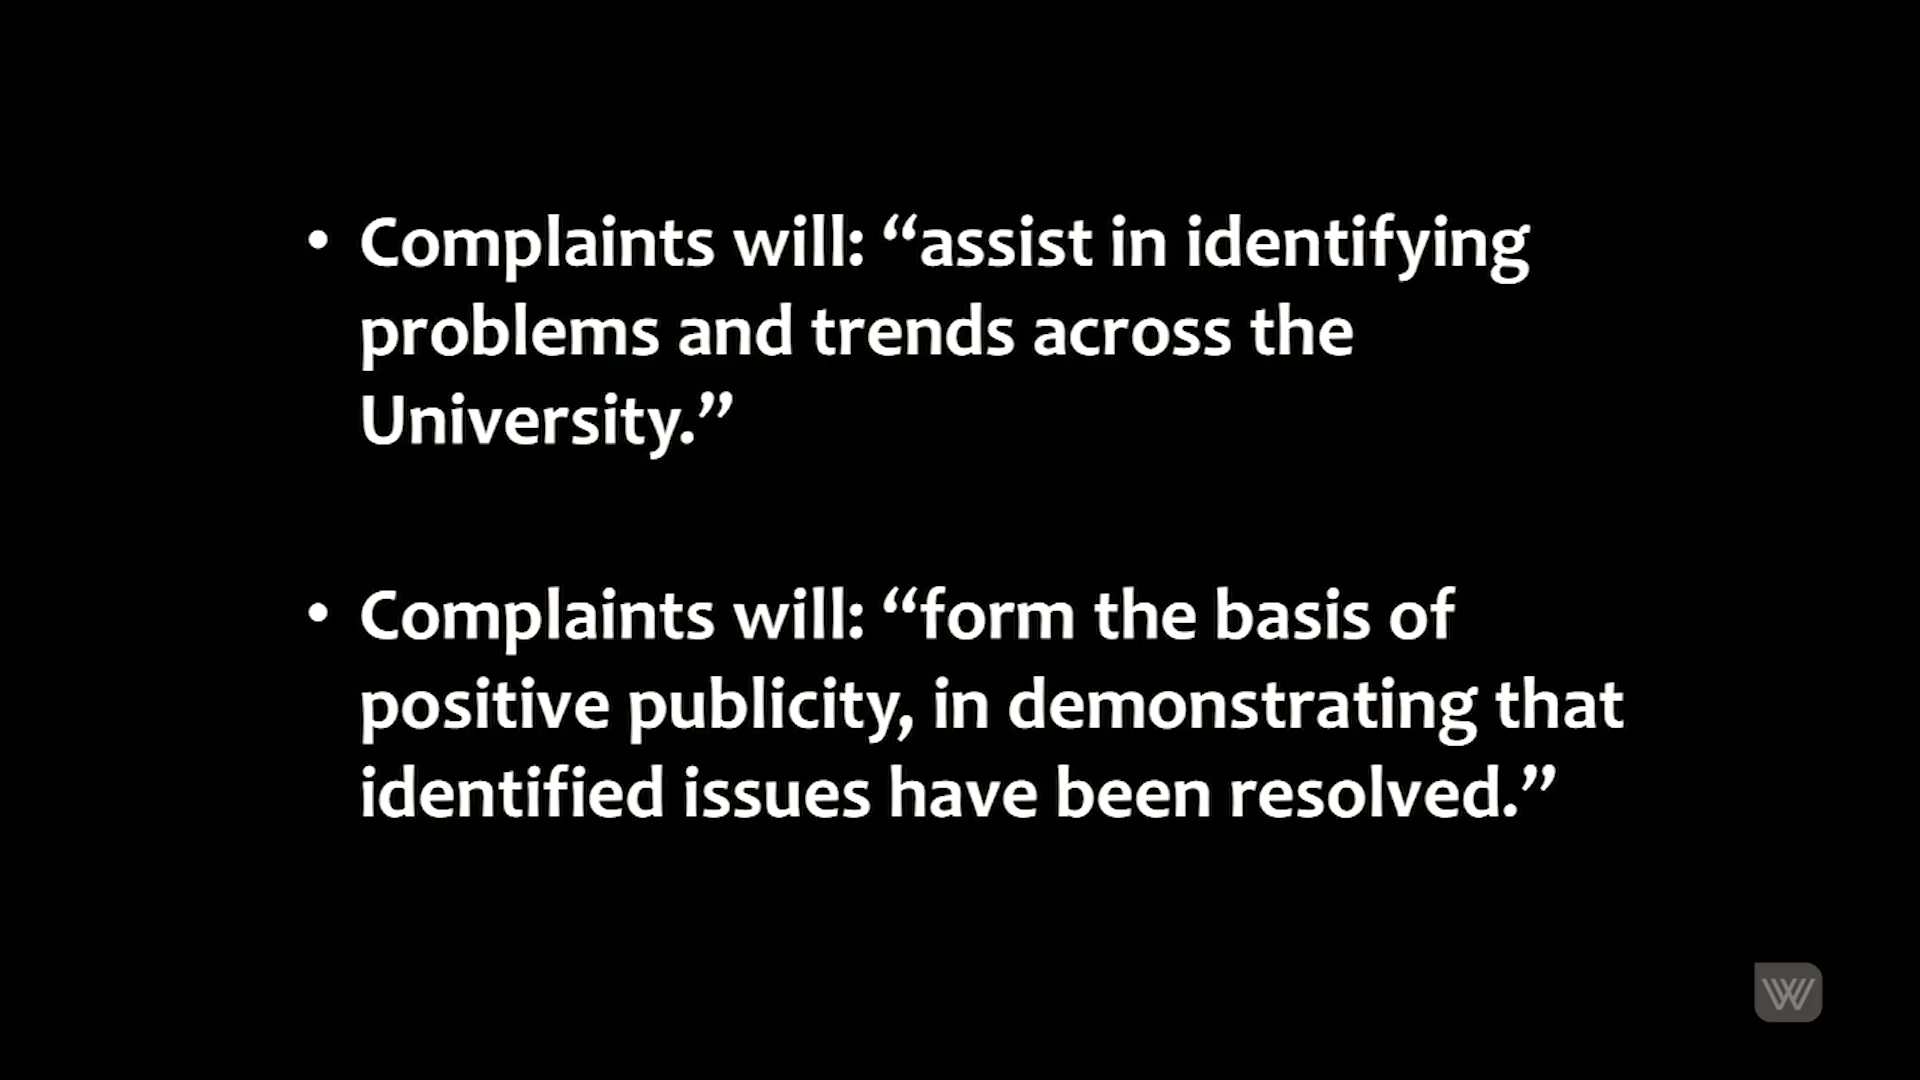 • Complaints will: “assist in identifying
problems and trends across the
University.”
• Complaints will: “form the basis of
positive publicity, in demonstrating that
identified issues have been resolved.”
W